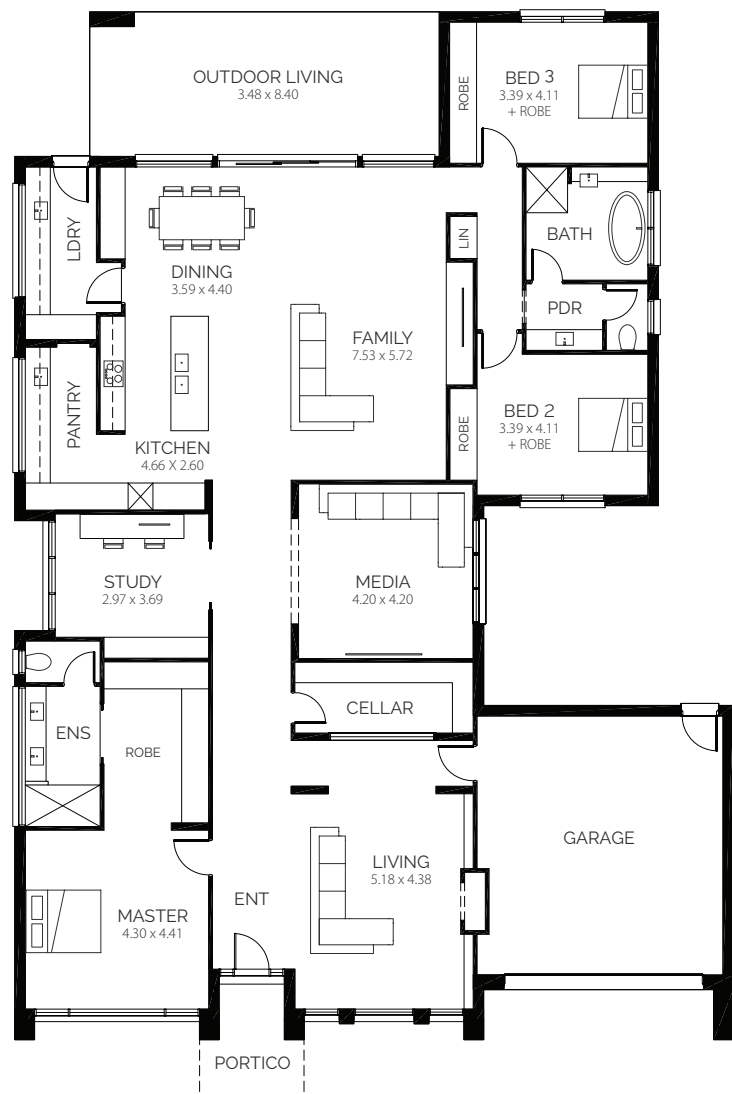 OUTDOOR LIVING
3.48 x 8.40
ROBE
BED 3
3.39 x 4.11
+ ROBE
LDRY
LIN
BATH
DINING
3.59 x 4.40
PDR
FAMILY
7.53 x 5.72
PANTRY
KITCHEN
4.66 X 2.60
ROBE
BED 2
3.39 x 4.11
+ ROBE
STUDY
2.97 x 3.69
MEDIA
4.20 x 4.20
CELLAR
ENS
ROBE
GARAGE
LIVING
5.18 x 4.38
ENT
MASTER
4.30 x 4.41
PORTICO